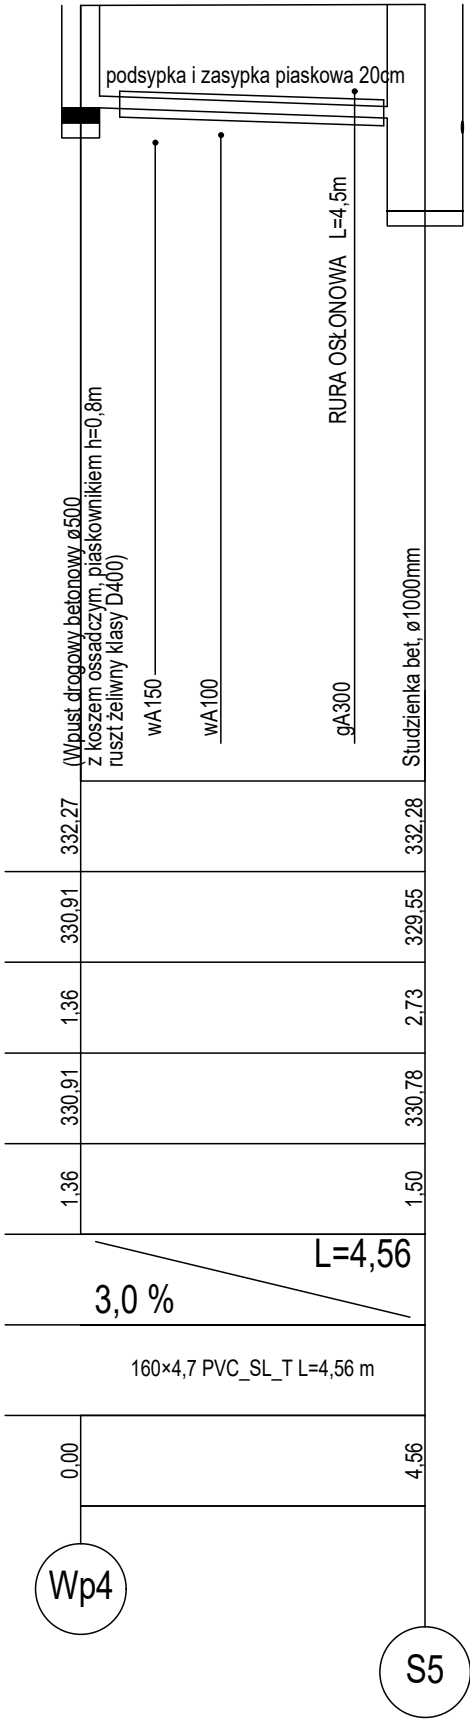 podsypka i zasypka piaskowa 20cm
RURA OSŁONOWA L=4,5m
(Wpust drogowy betonowy ø500
z koszem ossadczym, piaskownikiem h=0,8m
ruszt żeliwny klasy D400)
wA150
wA100
gA300
Studzienka bet, ø1000mm
332,27
332,28
330,91
329,55
1,36
2,73
330,91
330,78
1,36
1,50
L=4,56
3,0 %
160×4,7 PVC_SL_T L=4,56 m
0,00
4,56
Wp4
S5